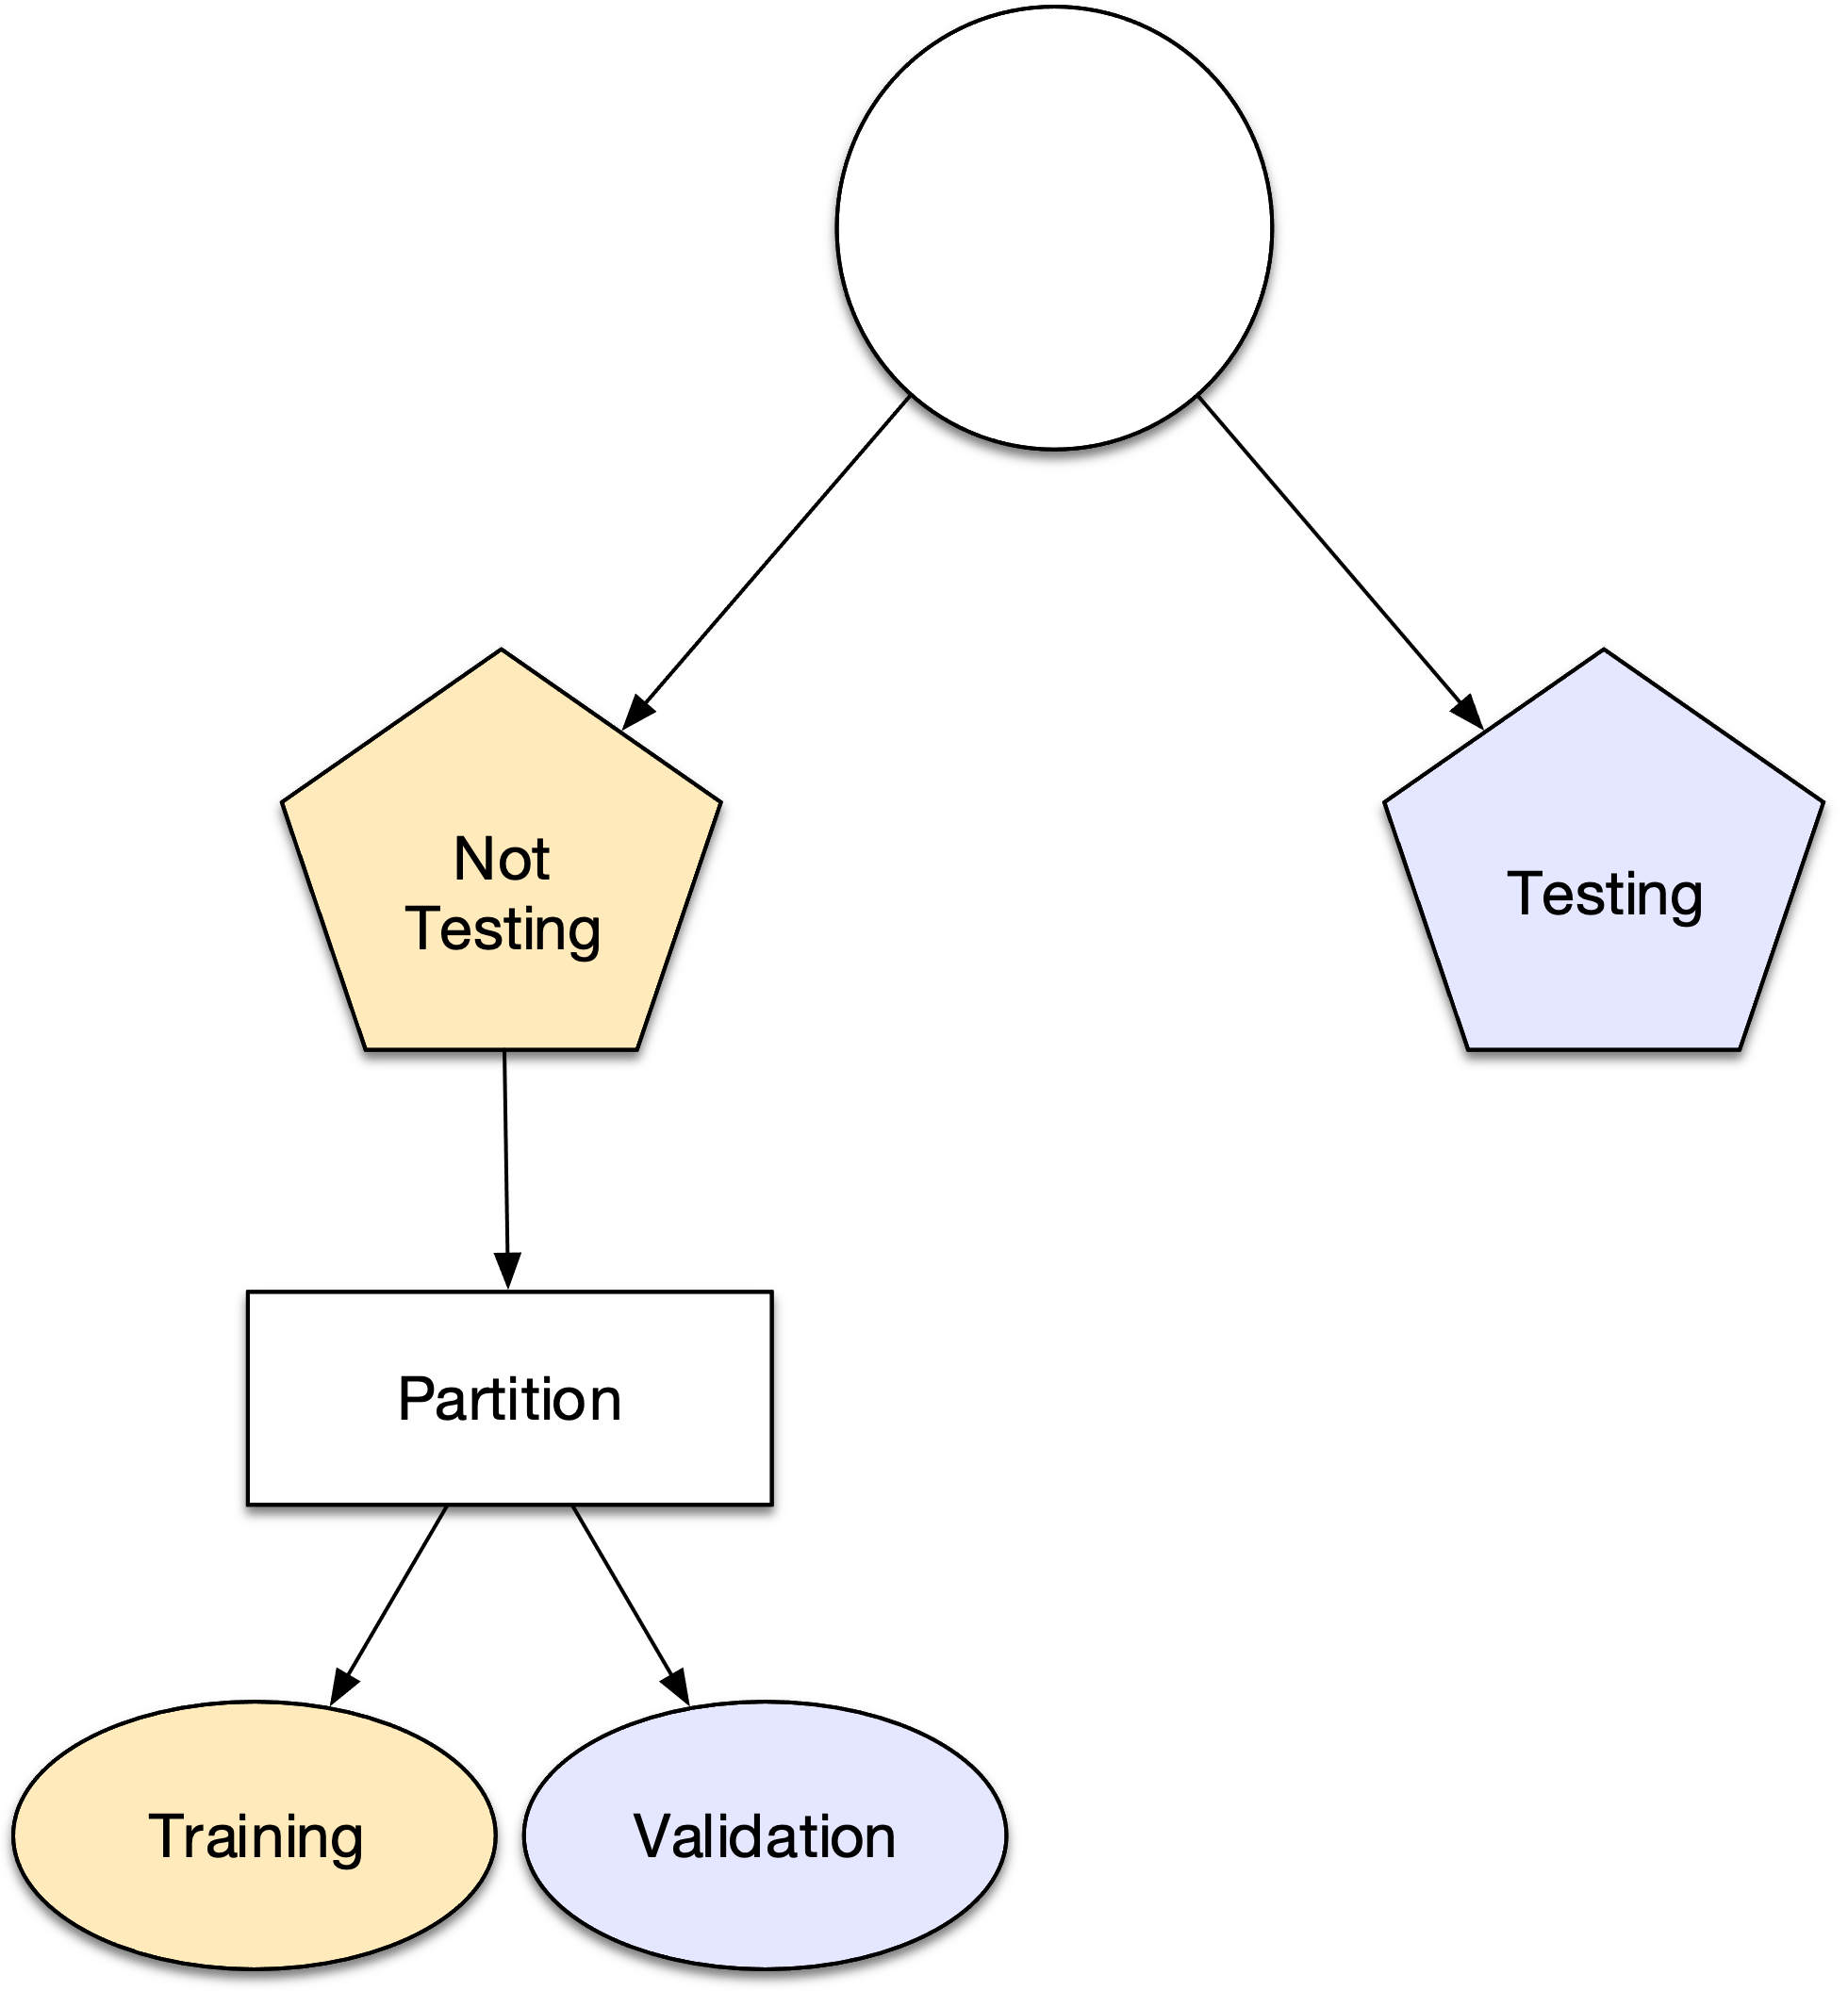 Not
Testing
Testing
Partition
Training
Validation